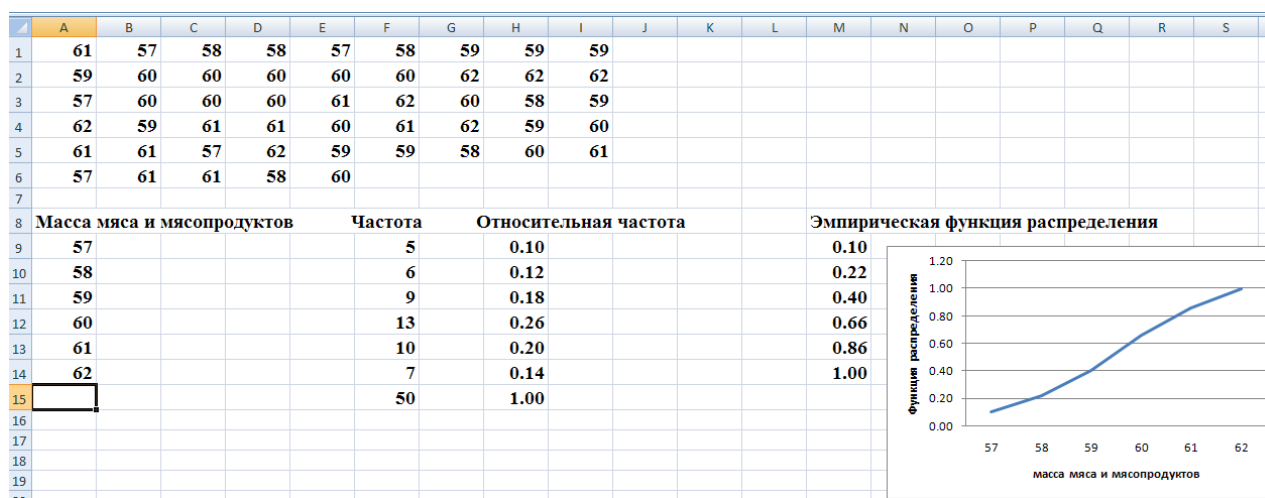 A B C D E F G H I J K L M N O P Q R S
1 61 57 58 58 57 58 59 59 59
2 59 60 60 60 60 60 62 62 62
3 57 60 60 60 61 62 60 58 59
4 62 59 61 61 60 61 62 59 60
5 61 61 57 62 59 59 58 60 61
6 57 61 61 58 60
7
8 Масса мяса и мясопродуктов Частота Относительная частота Эмпирическая функция распределения
9 57 5 0.10 0.10
10 58 6 0.12 0.22
11 59 9 0.18 0.40
12 60 13 0.26 0.66
13 61 10 0.20 0.86
14 62 7 0.14 1.00
15 50 1.00
16
17
18
19
Функция распределения
1.20
1.00
0.80
0.60
0.40
0.20
0.00
57 58 59 60 61 62
масса мяса и мясопродуктов